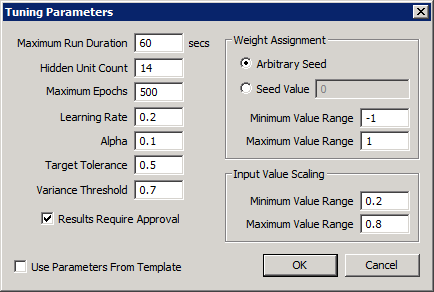 Tuning Parameters
Maximum Run Duration 60 secs
Hidden Unit Count 14
Maximum Epochs 500
Learning Rate 0.2
Alpha 0.1
Target Tolerance 0.5
Variance Threshold 0.7
Results Require Approval
Use Parameters From Template
Weight Assignment
Arbitrary Seed
Seed Value 0
Minimum Value Range -1
Maximum Value Range 1
Input Value Scaling
Minimum Value Range 0.2
Maximum Value Range 0.8
OK Cancel